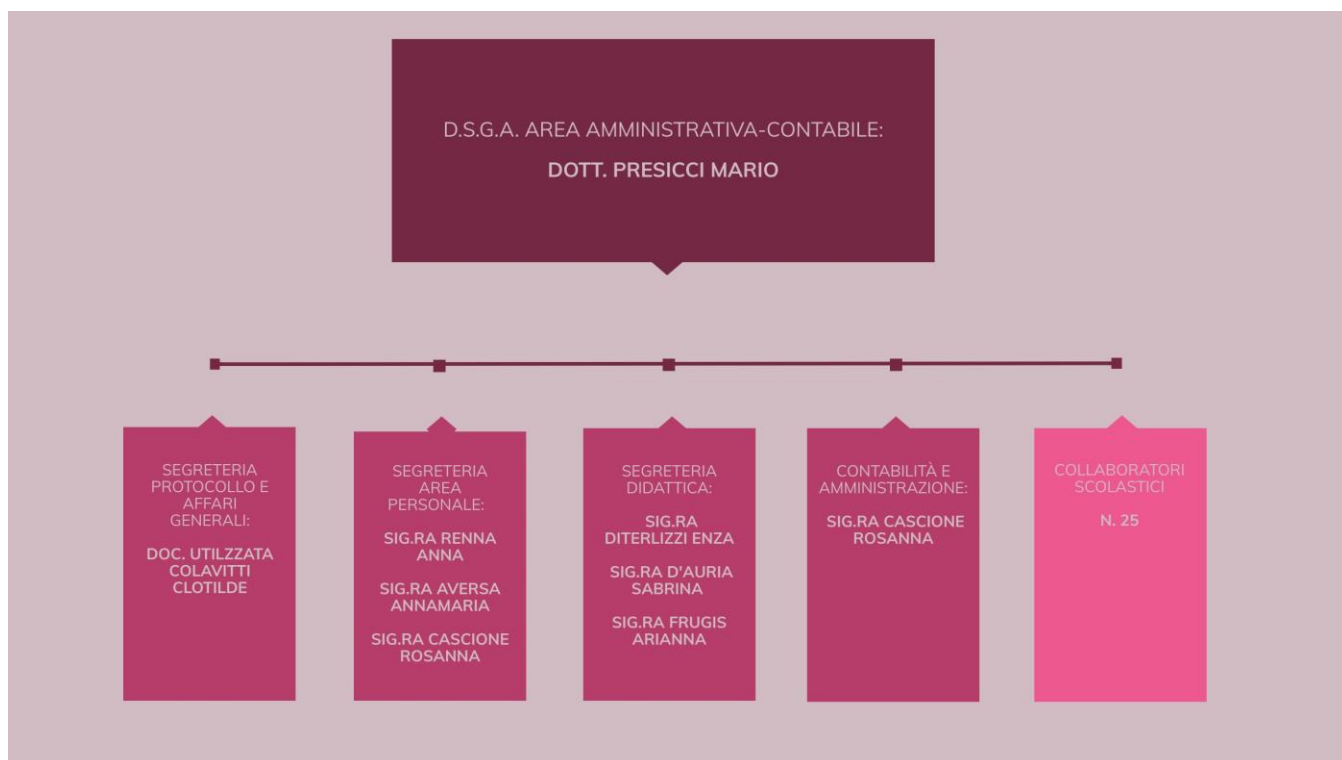 D.S.G.A. AREA AMMINISTRATIVA-CONTABILE:
DOTT. PRESICCI MARIO
SEGRETERIA
PROTOCOLLO E
AFFARI
GENERALI:
DOC. UTILZZATA
COLAVITTI
CLOTILDE
SEGRETERIA
AREA
PERSONALE:
SIG.RA RENNA
ANNA
SIG.RA AVERSA
ANNAMARIA
SIG.RA CASCIONE
ROSANNA
SEGRETERIA
DIDATTICA:
SIG.RA
DITERLIZZI ENZA
SIG.RA D'AURIA
SABRINA
SIG.RA FRUGIS
ARIANNA
CONTABILITÀ E
AMMINISTRAZIONE:
SIG.RA CASCIONE
ROSANNA
COLLABORATORI
SCOLASTICI
N. 25